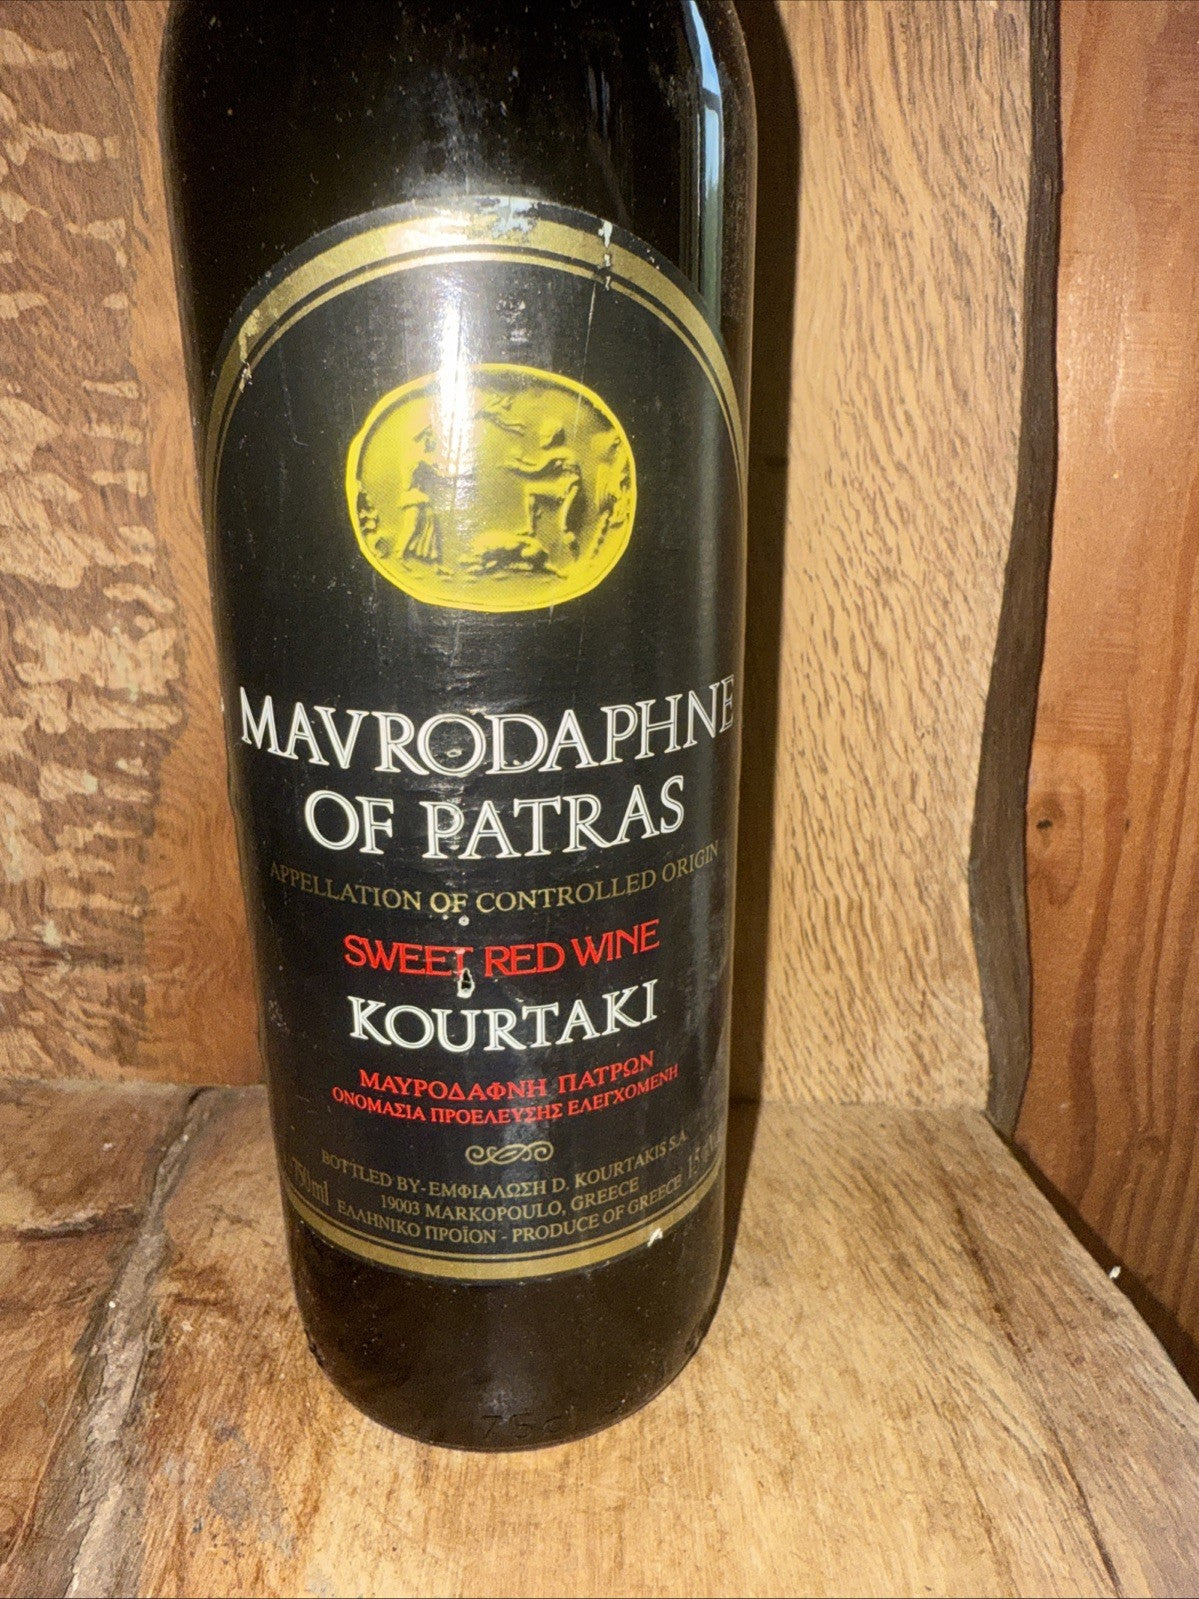 MAVRODAPHNE
OF PATRAS
APPELLATION OF CONTROLLED ORIGIN
SWEET RED WINE
KOURTAKI
ΜΑΥΡΟΔΑΦΝΗ ΠΑΤΡΩΝ
ΟΝΟΜΑΣΙΑ ΠΡΟΕΛΕΥΣΗΣ ΕΛΕΓΧΟΜΕΝΗ
BOTTLED BY-ΕΜΦΙΑΛΩΣΗ D. KOURTAKIS S.A.
19003 MARKOPOULO, GREECE
750ml ΕΛΛΗΝΙΚΟ ΠΡΟΪΟΝ - PRODUCE OF GREECE